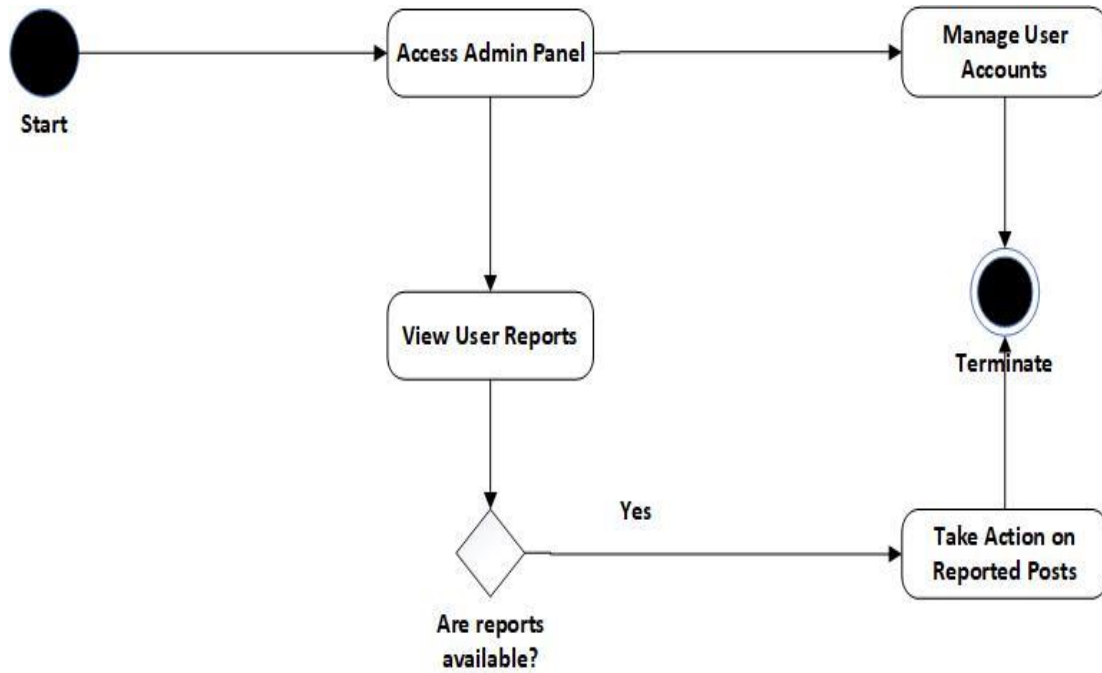 Start
Access Admin Panel
Manage User
Accounts
View User Reports
Terminate
Yes
Are reports
available?
Take Action on
Reported Posts